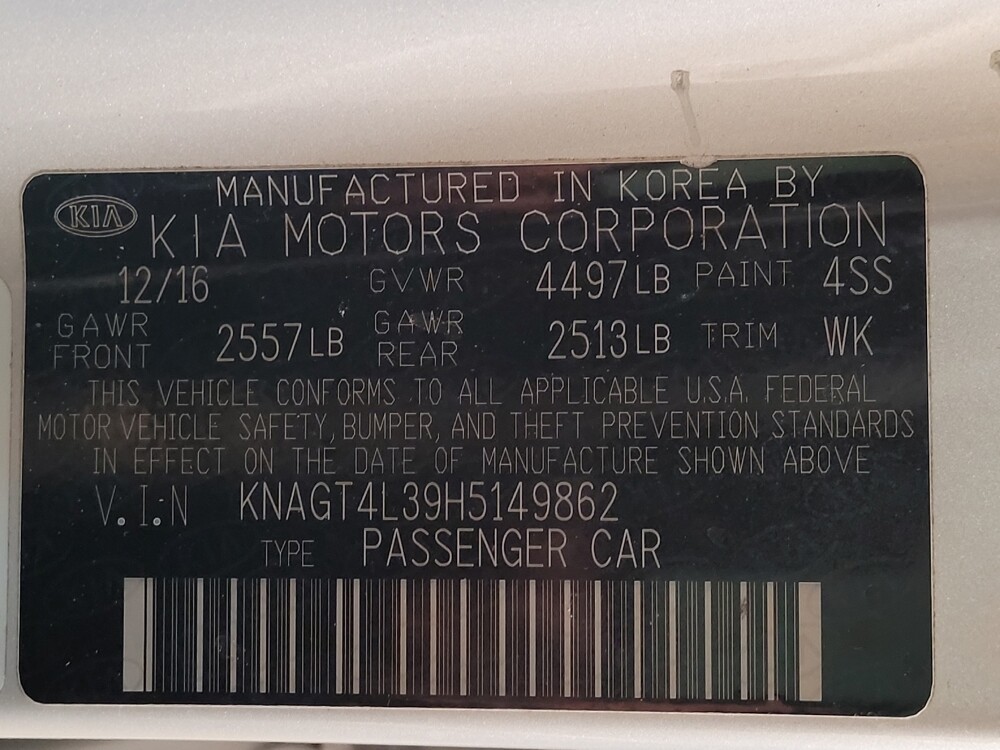 KIA MANUFACTURED IN KOREA BY
KIA MOTORS CORPORATION
12/16 GVWR 4497LB PAINT 4SS
GAWR FRONT 2557LB GAWR REAR 2513LB TRIM WK
THIS VEHICLE CONFORMS TO ALL APPLICABLE U.S.A. FEDERAL
MOTOR VEHICLE SAFETY, BUMPER, AND THEFT PREVENTION STANDARDS
IN EFFECT ON THE DATE OF MANUFACTURE SHOWN ABOVE
V.I.N KNAGT4L39H5149862
TYPE PASSENGER CAR